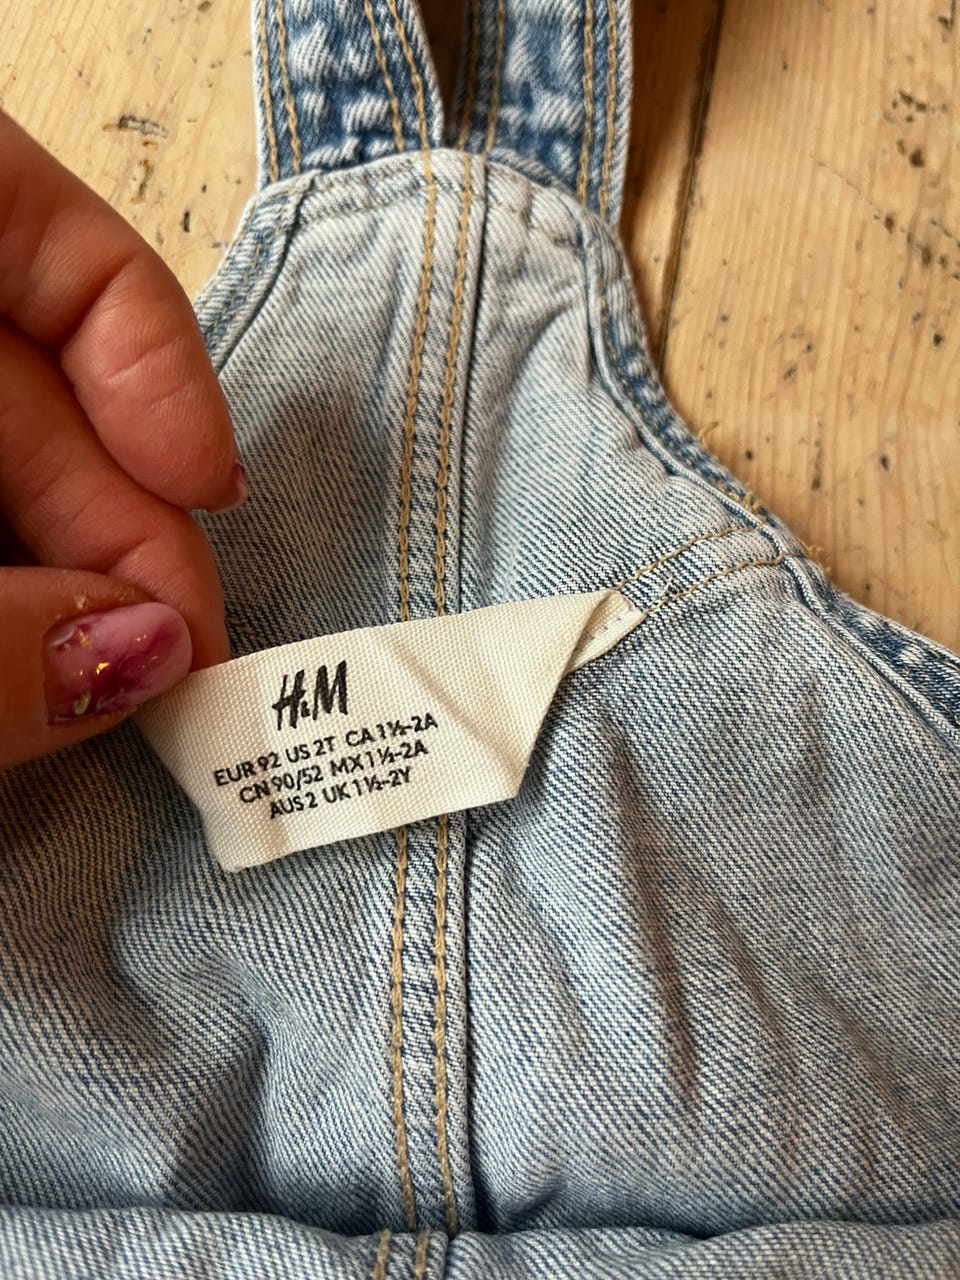 H&M
EUR 92 US 2T CA 1½-2A
CN 90/52 MX 1½-2A
AUS 2 UK 1½-2Y